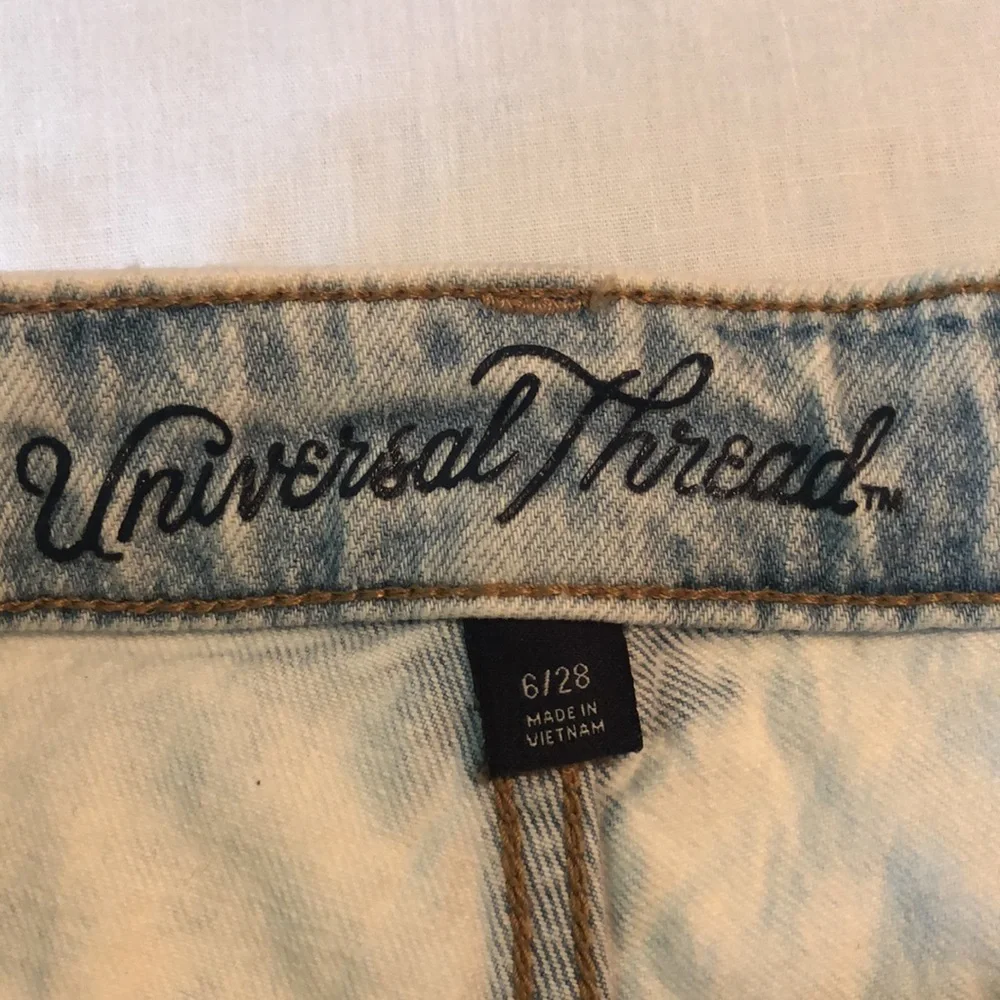 Universal Thread™
6/28
MADE IN
VIETNAM